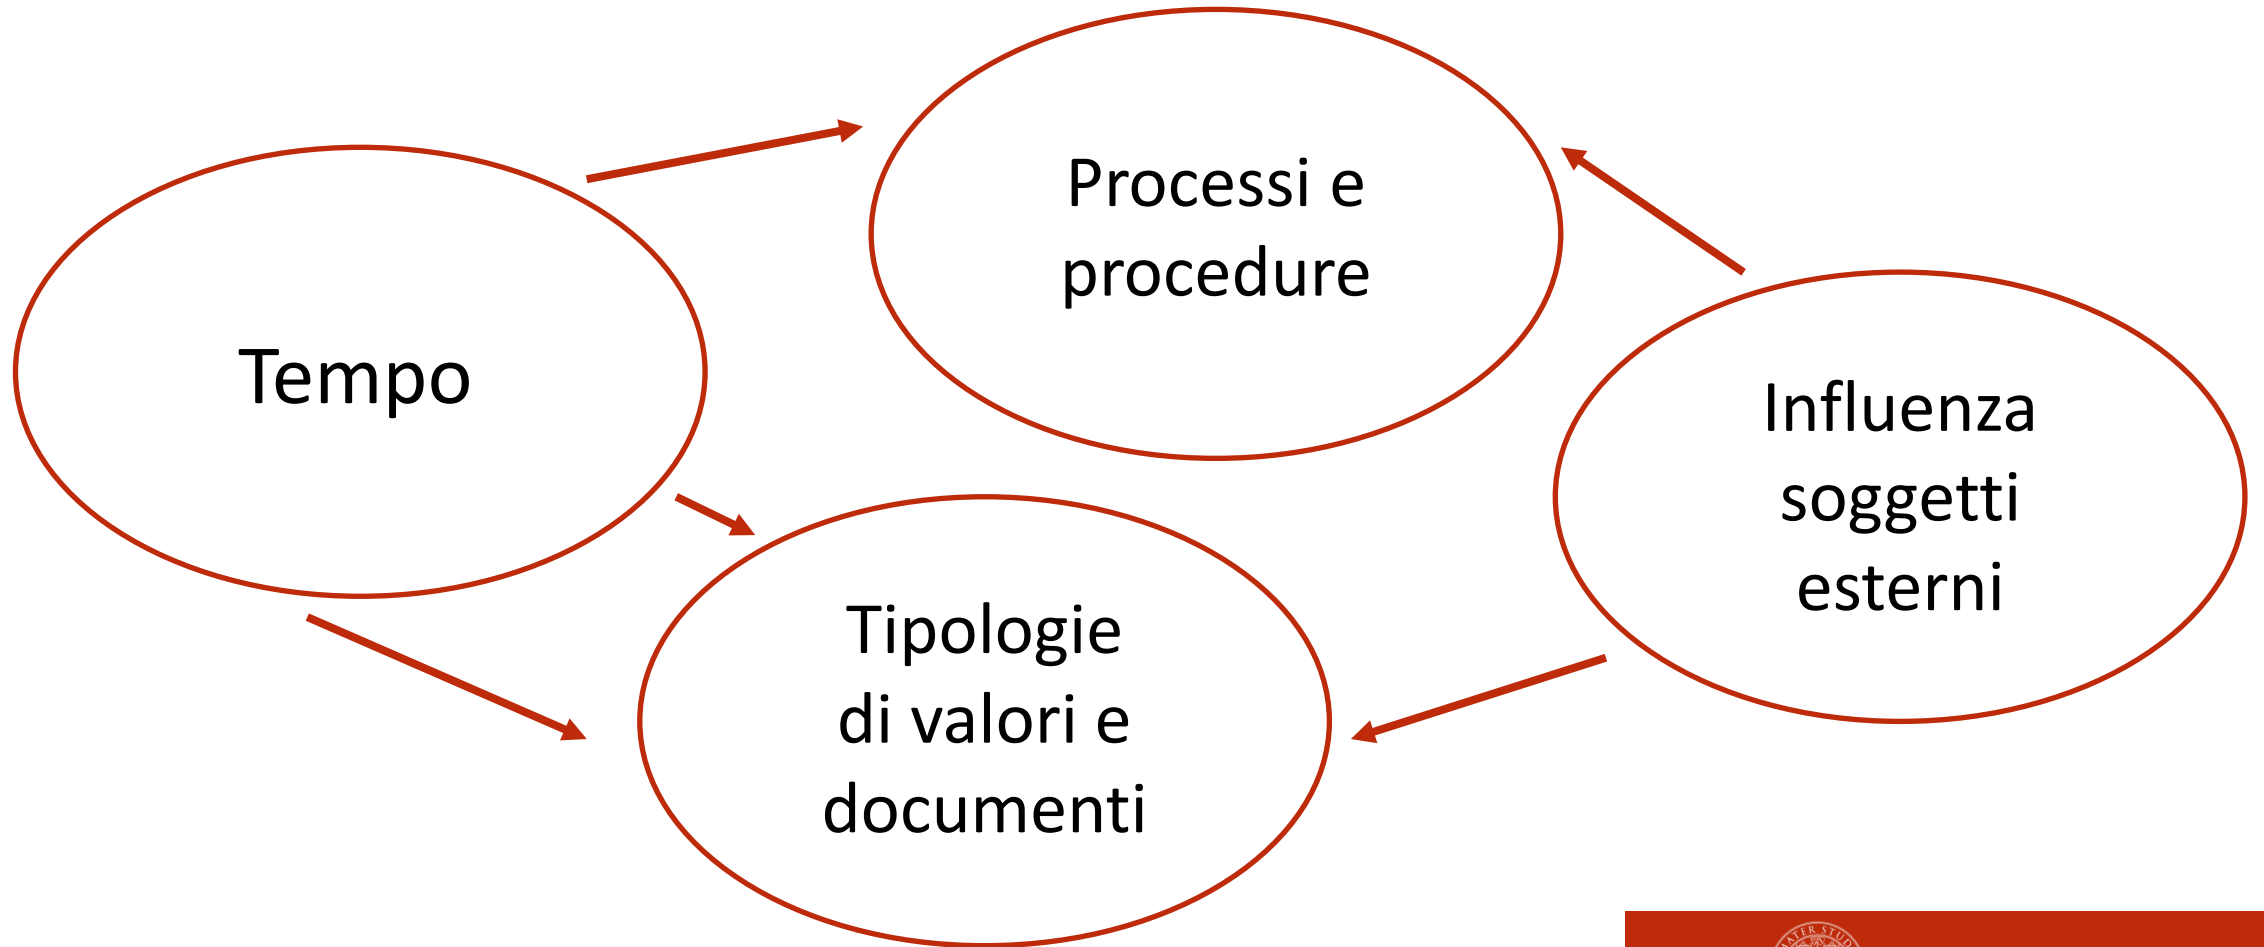 Processi e
procedure
Tempo
Influenza
soggetti
esterni
Tipologie
di valori e
documenti